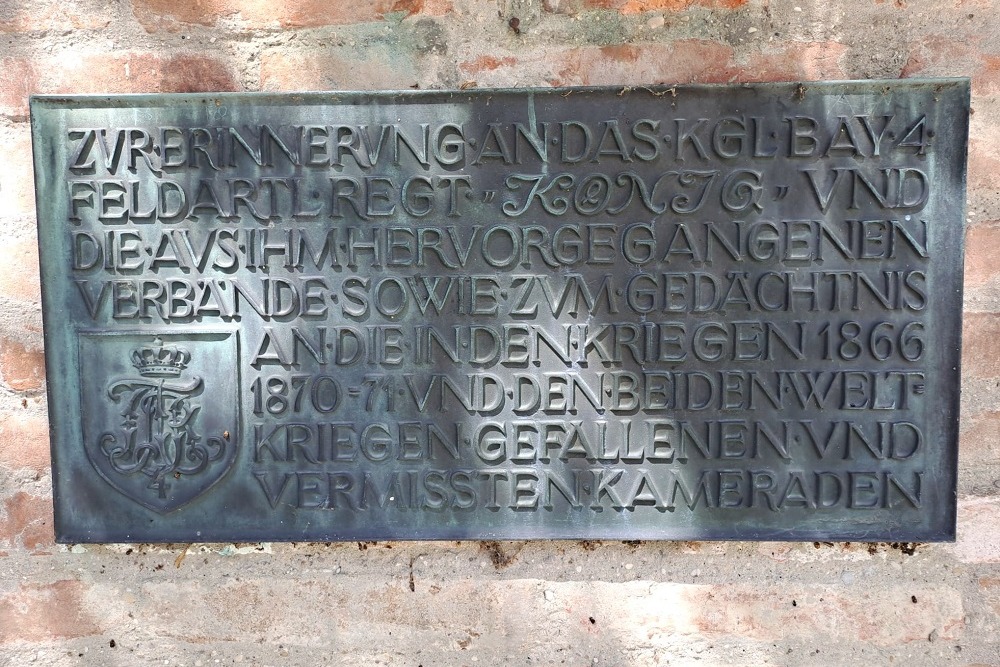 ZVR·ERINNERVNG·AN·DAS·KGL·BAY·4·
FELDARTL·REGT·„KÖNIG„ VND
DIE·AVS·IHM·HERVORGEGANGENEN
VERBÄNDE·SOWIE·ZVM·GEDÄCHTNIS
AN·DIE·IN·DEN·KRIEGEN 1866
1870-71·VND·DEN·BEIDEN·WELT-
KRIEGEN·GEFALLENEN·VND
VERMISSTEN·KAMERADEN